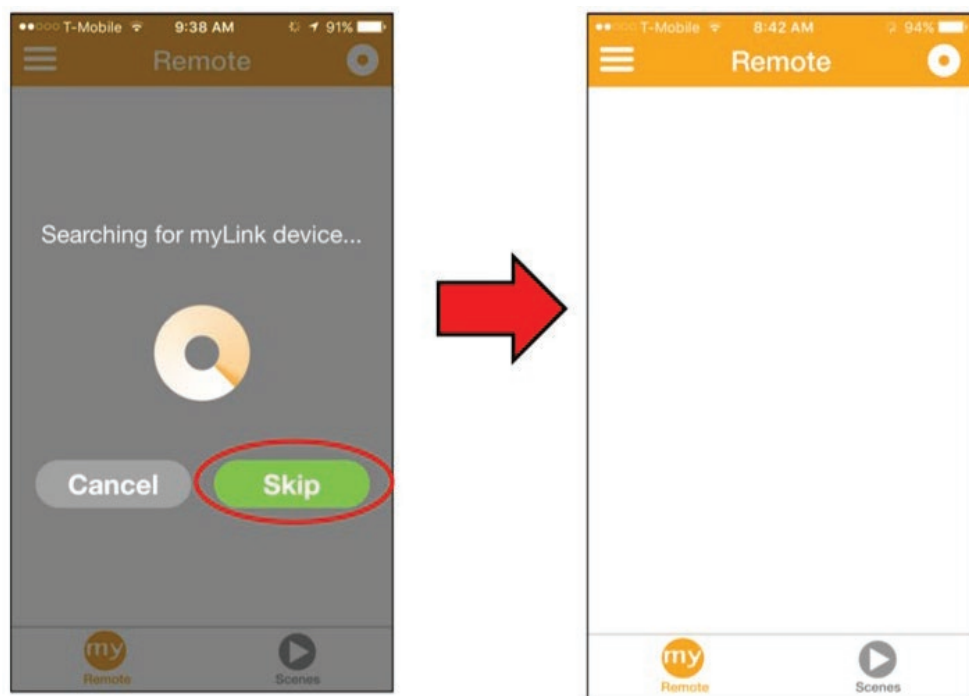 T-Mobile 9:38 AM 91%
Remote
Searching for myLink device...
Cancel Skip
my
Remote Scenes
T-Mobile 8:42 AM 94%
Remote
my
Remote Scenes